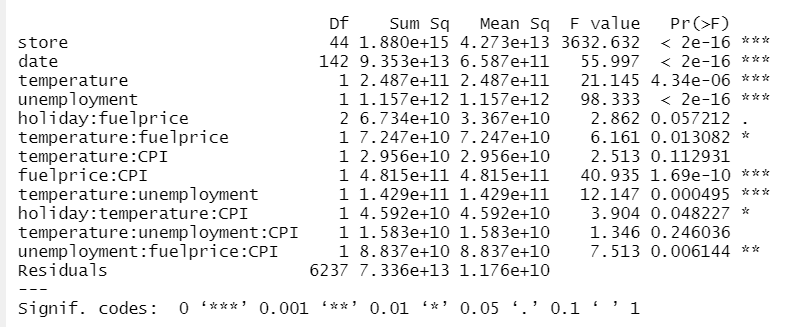 Df Sum Sq Mean Sq F value Pr(>F)
store 44 1.880e+15 4.273e+13 3632.632 < 2e-16 ***
date 142 9.353e+13 6.587e+11 55.997 < 2e-16 ***
temperature 1 2.487e+11 2.487e+11 21.145 4.34e-06 ***
unemployment 1 1.157e+12 1.157e+12 98.333 < 2e-16 ***
holiday:fuelprice 2 6.734e+10 3.367e+10 2.862 0.057212 .
temperature:fuelprice 1 7.247e+10 7.247e+10 6.161 0.013082 *
temperature:CPI 1 2.956e+10 2.956e+10 2.513 0.112931
fuelprice:CPI 1 4.815e+11 4.815e+11 40.935 1.69e-10 ***
temperature:unemployment 1 1.429e+11 1.429e+11 12.147 0.000495 ***
holiday:temperature:CPI 1 4.592e+10 4.592e+10 3.904 0.048227 *
temperature:unemployment:CPI 1 1.583e+10 1.583e+10 1.346 0.246036
unemployment:fuelprice:CPI 1 8.837e+10 8.837e+10 7.513 0.006144 **
Residuals 6237 7.336e+13 1.176e+10
---
Signif. codes: 0 ‘***’ 0.001 ‘**’ 0.01 ‘*’ 0.05 ‘.’ 0.1 ‘ ’ 1